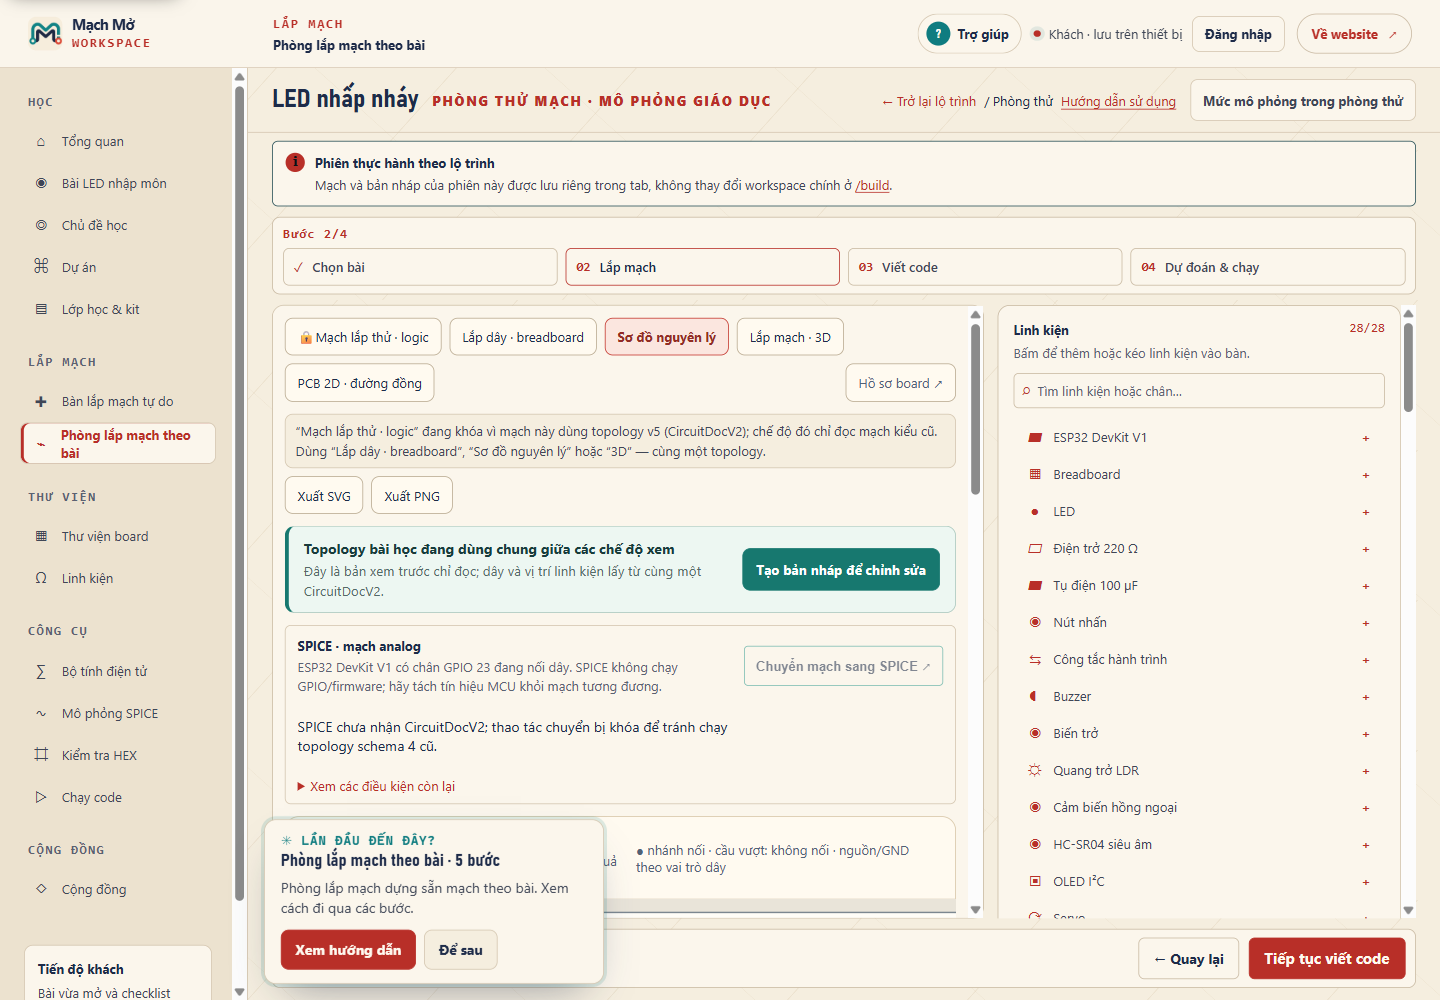 Mạch Mở
WORKSPACE
LẮP MẠCH
Phòng lắp mạch theo bài
? Trợ giúp
Khách · lưu trên thiết bị
Đăng nhập
Về website ↗
HỌC
Tổng quan
Bài LED nhập môn
Chủ đề học
Dự án
Lớp học & kit
LẮP MẠCH
Bàn lắp mạch tự do
Phòng lắp mạch theo
bài
THƯ VIỆN
Thư viện board
Linh kiện
CÔNG CỤ
Bộ tính điện tử
Mô phỏng SPICE
Kiểm tra HEX
Chạy code
CỘNG ĐỒNG
Cộng đồng
Tiến độ khách
Bài vừa mở và checklist
LED nhấp nháy
PHÒNG THỬ MẠCH · MÔ PHỎNG GIÁO DỤC
← Trở lại lộ trình / Phòng thử Hướng dẫn sử dụng
Mức mô phỏng trong phòng thử
Phiên thực hành theo lộ trình
Mạch và bản nháp của phiên này được lưu riêng trong tab, không thay đổi workspace chính ở /build.
Bước 2/4
✓ Chọn bài
02 Lắp mạch
03 Viết code
04 Dự đoán & chạy
🔒 Mạch lắp thử · logic
Lắp dây · breadboard
Sơ đồ nguyên lý
Lắp mạch · 3D
PCB 2D · đường đồng
Hồ sơ board ↗
“Mạch lắp thử · logic” đang khóa vì mạch này dùng topology v5 (CircuitDocV2); chế độ đó chỉ đọc mạch kiểu cũ.
Dùng “Lắp dây · breadboard”, “Sơ đồ nguyên lý” hoặc “3D” — cùng một topology.
Xuất SVG
Xuất PNG
Topology bài học đang dùng chung giữa các chế độ xem
Đây là bản xem trước chỉ đọc; dây và vị trí linh kiện lấy từ cùng một
CircuitDocV2.
Tạo bản nháp để chỉnh sửa
SPICE · mạch analog
ESP32 DevKit V1 có chân GPIO 23 đang nối dây. SPICE không chạy
GPIO/firmware; hãy tách tín hiệu MCU khỏi mạch tương đương.
Chuyển mạch sang SPICE ↗
SPICE chưa nhận CircuitDocV2; thao tác chuyển bị khóa để tránh chạy
topology schema 4 cũ.
▶ Xem các điều kiện còn lại
● nhánh nối · cầu vượt: không nối · nguồn/GND
theo vai trò dây
✳ LẦN ĐẦU ĐẾN ĐÂY?
Phòng lắp mạch theo bài · 5 bước
Phòng lắp mạch dựng sẵn mạch theo bài. Xem
cách đi qua các bước.
Xem hướng dẫn
Để sau
Linh kiện
28/28
Bấm để thêm hoặc kéo linh kiện vào bàn.
Tìm linh kiện hoặc chân...
ESP32 DevKit V1 +
Breadboard +
LED +
Điện trở 220 Ω +
Tụ điện 100 µF +
Nút nhấn +
Công tắc hành trình +
Buzzer +
Biến trở +
Quang trở LDR +
Cảm biến hồng ngoại +
HC-SR04 siêu âm +
OLED I²C +
Servo +
← Quay lại
Tiếp tục viết code